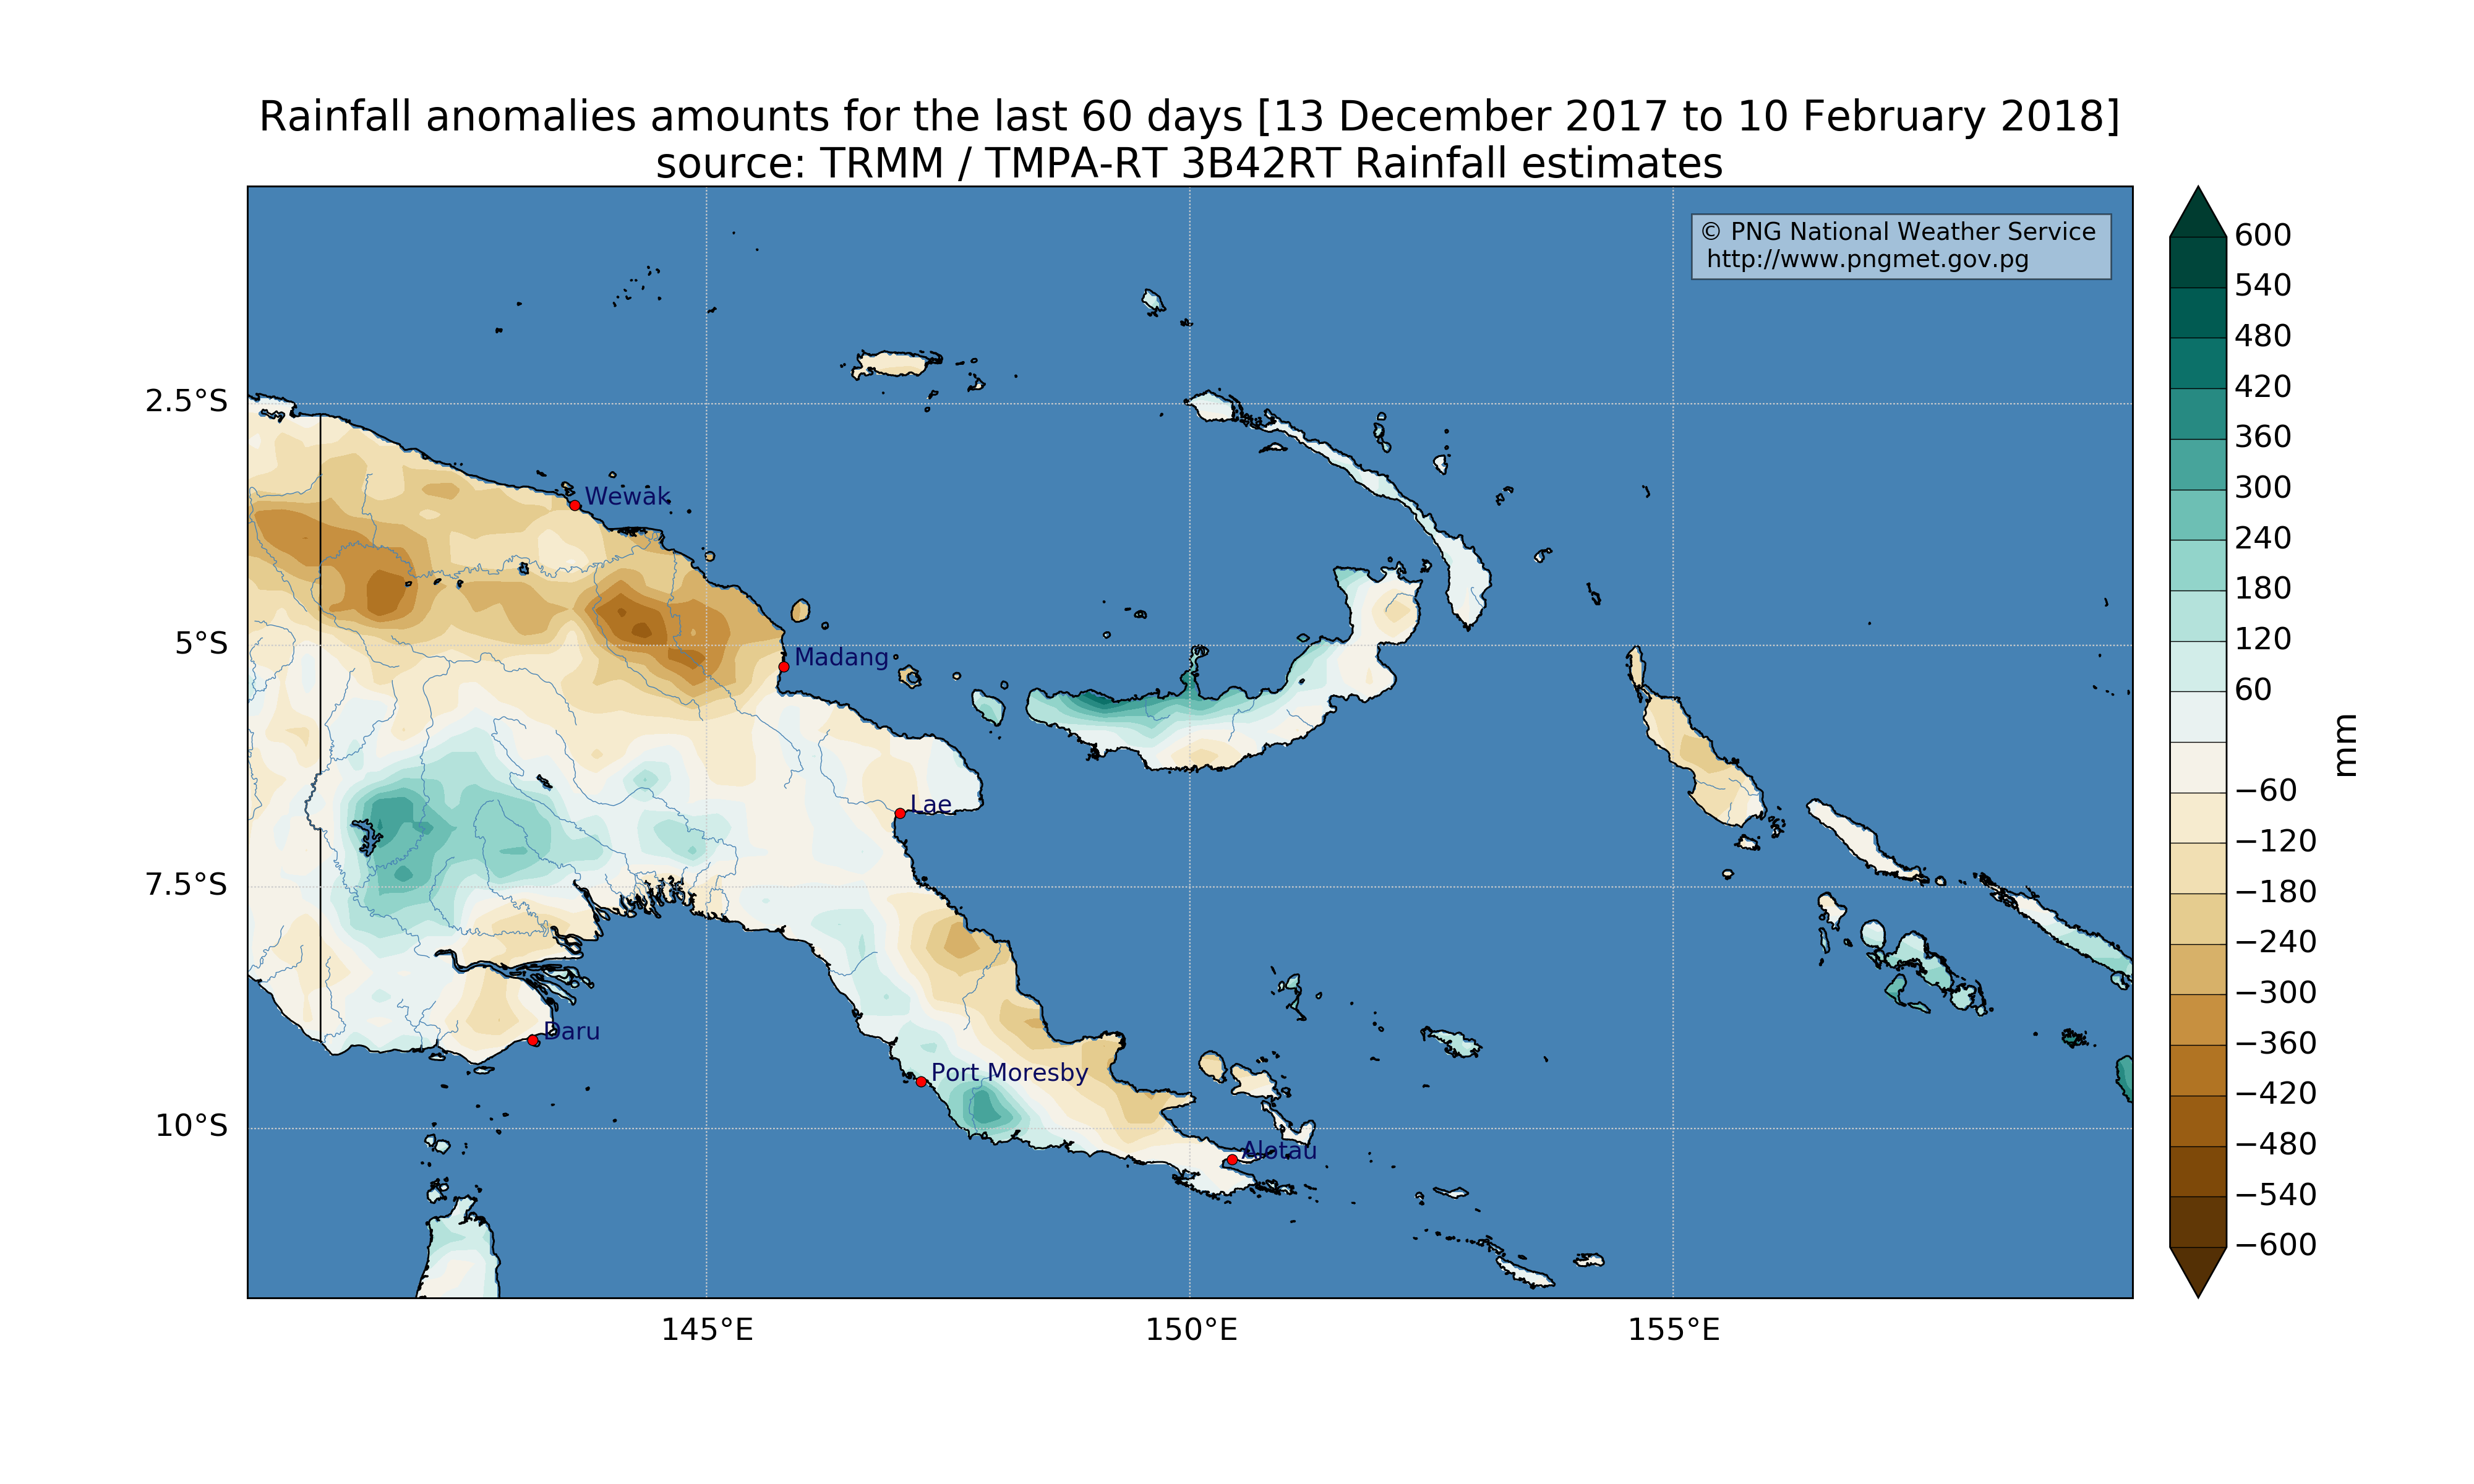 Rainfall anomalies amounts for the last 60 days [13 December 2017 to 10 February 2018]
source: TRMM / TMPA-RT 3B42RT Rainfall estimates
© PNG National Weather Service
http://www.pngmet.gov.pg
2.5°S
5°S
7.5°S
10°S
Wewak
Madang
Lae
Daru
Port Moresby
Alotau
145°E
150°E
155°E
600
540
480
420
360
300
240
180
120
60
−60
−120
−180
−240
−300
−360
−420
−480
−540
−600
mm